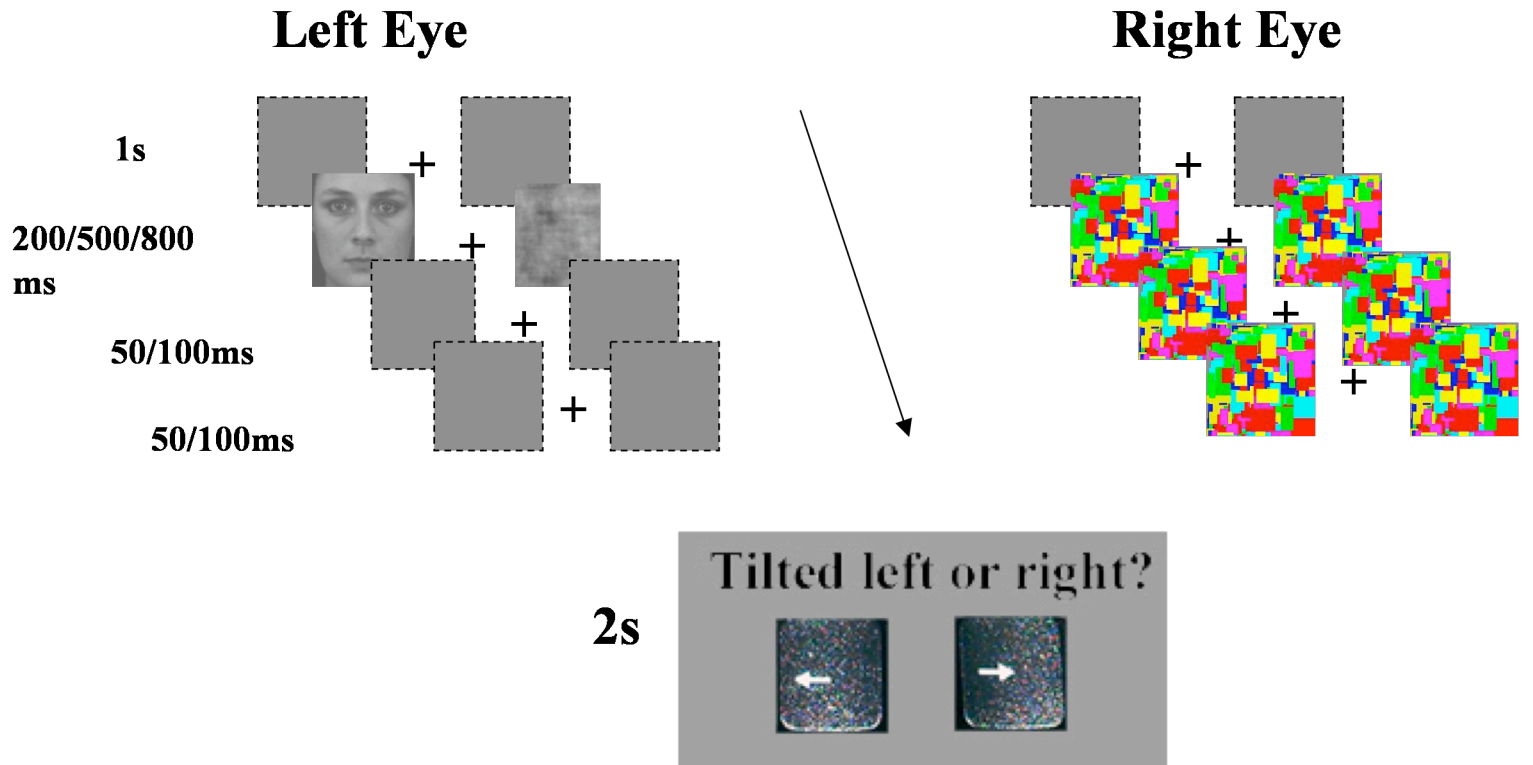 Left Eye
Right Eye
1s
200/500/800
ms
50/100ms
50/100ms
Tilted left or right?
2s